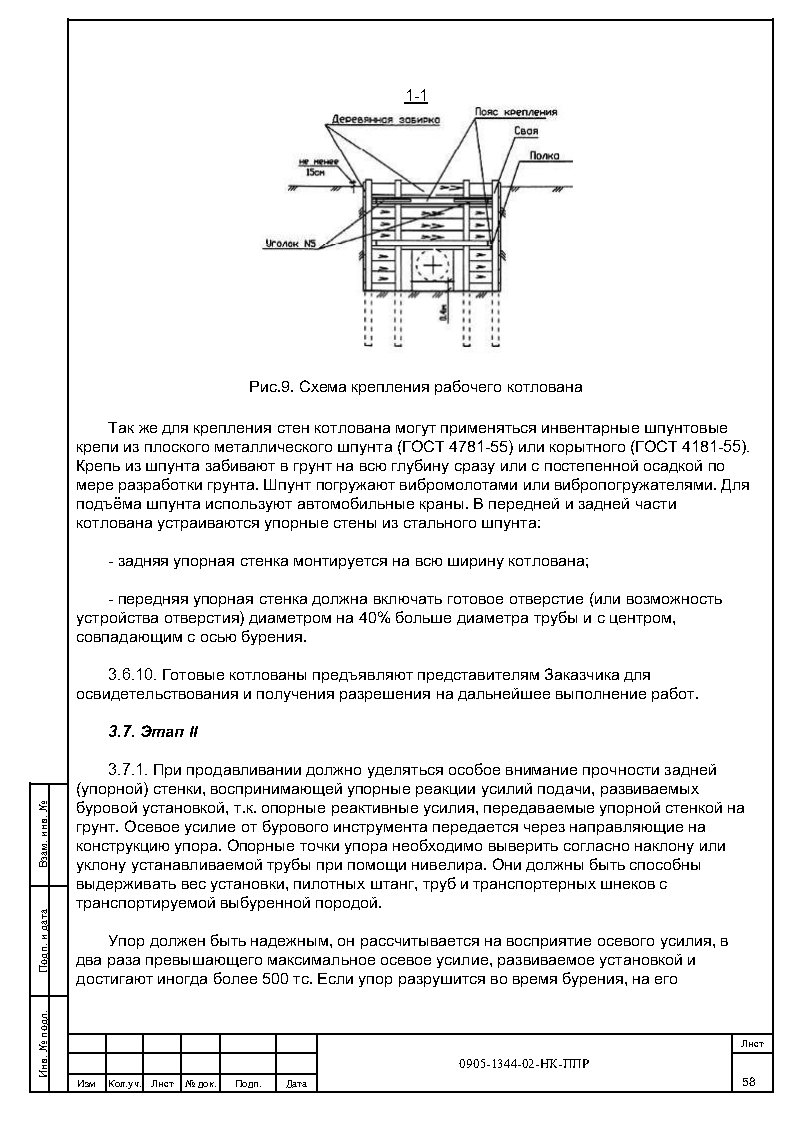 1-1
Деревянная забирка
Пояс крепления
Свая
Полка
не менее
15см
Уголок N5
0.4м
Рис.9. Схема крепления рабочего котлована
Так же для крепления стен котлована могут применяться инвентарные шпунтовые
крепи из плоского металлического шпунта (ГОСТ 4781-55) или корытного (ГОСТ 4181-55).
Крепь из шпунта забивают в грунт на всю глубину сразу или с постепенной осадкой по
мере разработки грунта. Шпунт погружают вибромолотами или вибропогружателями. Для
подъёма шпунта используют автомобильные краны. В передней и задней части
котлована устраиваются упорные стены из стального шпунта:
- задняя упорная стенка монтируется на всю ширину котлована;
- передняя упорная стенка должна включать готовое отверстие (или возможность
устройства отверстия) диаметром на 40% больше диаметра трубы и с центром,
совпадающим с осью бурения.
3.6.10. Готовые котлованы предъявляют представителям Заказчика для
освидетельствования и получения разрешения на дальнейшее выполнение работ.
3.7. Этап II
3.7.1. При продавливании должно уделяться особое внимание прочности задней
(упорной) стенки, воспринимающей упорные реакции усилий подачи, развиваемых
буровой установкой, т.к. опорные реактивные усилия, передаваемые упорной стенкой на
грунт. Осевое усилие от бурового инструмента передается через направляющие на
конструкцию упора. Опорные точки упора необходимо выверить согласно наклону или
уклону устанавливаемой трубы при помощи нивелира. Они должны быть способны
выдерживать вес установки, пилотных штанг, труб и транспортерных шнеков с
транспортируемой выбуренной породой.
Упор должен быть надежным, он рассчитывается на восприятие осевого усилия, в
два раза превышающего максимальное осевое усилие, развиваемое установкой и
достигают иногда более 500 тс. Если упор разрушится во время бурения, на его
Взам. инв. №
Подп. и дата
Инв. № подл.
Изм Кол.уч. Лист № док. Подп. Дата
0905-1344-02-НК-ППР
Лист
58